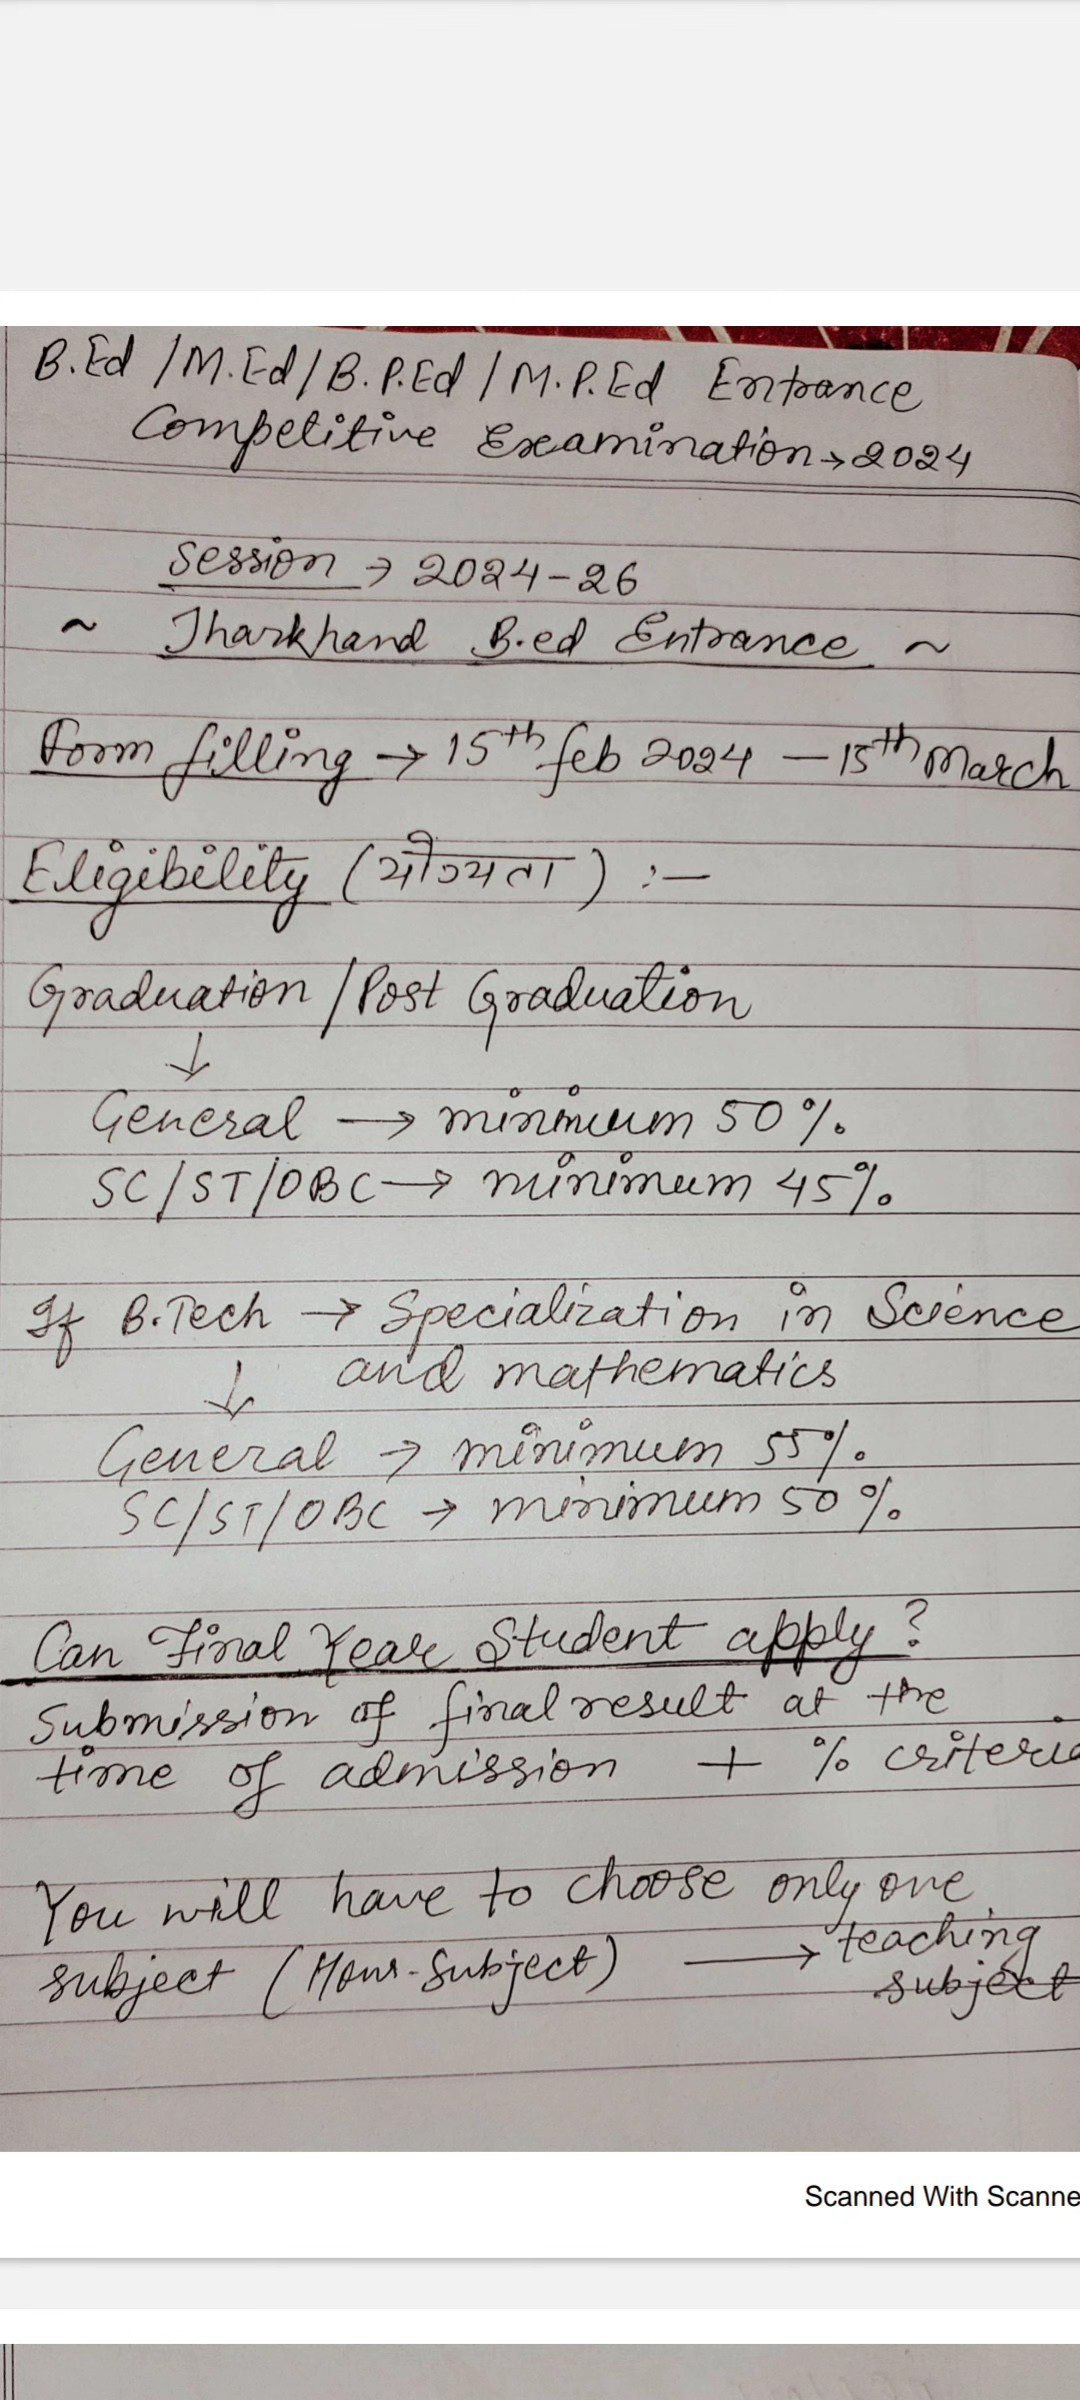 B.Ed / M.Ed / B.P.Ed / M.P.Ed Entrance
Competitive Examination → 2024
Session → 2024-26
~ Jharkhand B.ed Entrance ~
Form filling → 15th feb 2024 — 15th March
Eligibility (योग्यता) :—
Graduation / Post Graduation
↓
General → minimum 50%.
SC/ST/OBC → minimum 45%.
If B.Tech → Specialization in Science
and mathematics
↓
General → minimum 55%.
SC/ST/OBC → minimum 50%.
Can Final Year Student apply?
Submission of final result at the
time of admission + % criteria
You will have to choose only one
subject (Hons-Subject) → teaching
subject
Scanned With Scanne